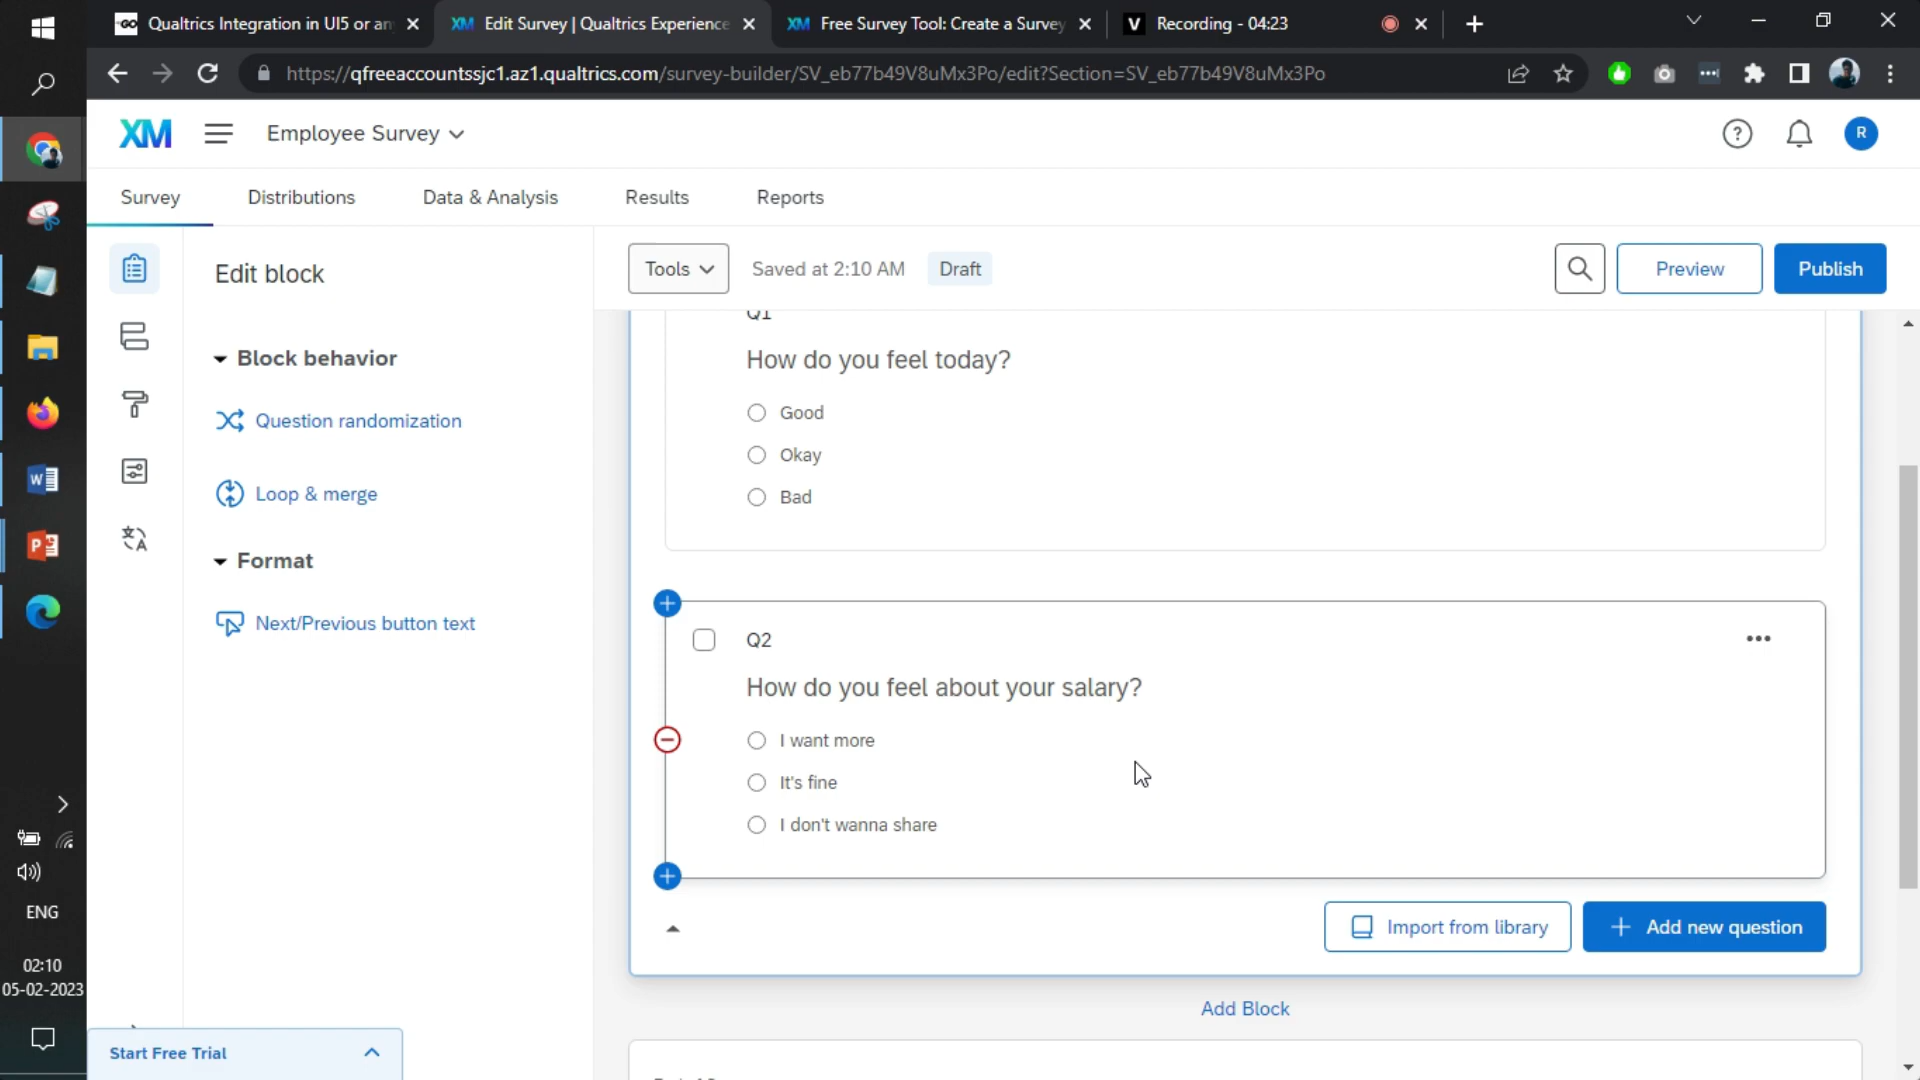 GO Qualtrics Integration in UI5 or an
XM Edit Survey | Qualtrics Experience
XM Free Survey Tool: Create a Survey
V Recording - 04:23
https://qfreeaccountssjc1.az1.qualtrics.com/survey-builder/SV_eb77b49V8uMx3Po/edit?Section=SV_eb77b49V8uMx3Po
XM Employee Survey
R
Survey Distributions Data & Analysis Results Reports
Edit block
Tools Saved at 2:10 AM Draft Preview Publish
Block behavior
Question randomization
Loop & merge
Format
Next/Previous button text
Q1
How do you feel today?
Good
Okay
Bad
Q2
How do you feel about your salary?
I want more
It's fine
I don't wanna share
Import from library
Add new question
Add Block
Start Free Trial
ENG
02:10
05-02-2023